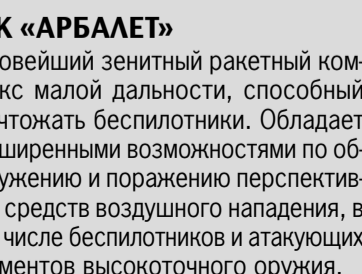 К «АРБАЛЕТ»
овейший зенитный ракетный ком-
кс малой дальности, способный
чтожать беспилотники. Обладает
ширенными возможностями по об-
ужению и поражению перспектив-
средств воздушного нападения, в
числе беспилотников и атакующих
ментов высокоточного оружия.